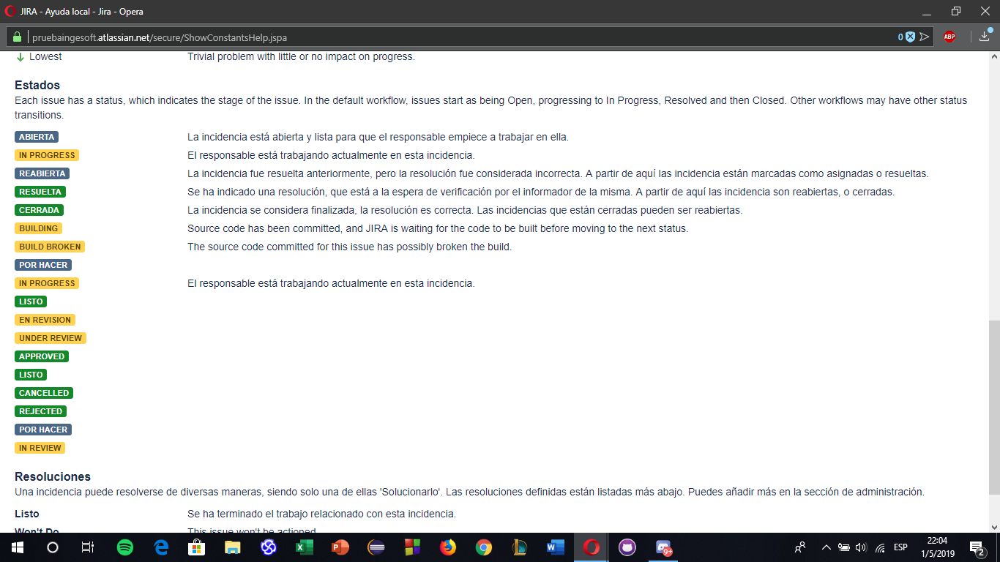 JIRA - Ayuda local - Jira - Opera
pruebaingesoft.atlassian.net/secure/ShowConstantsHelp.jspa
0
ABP
Lowest Trivial problem with little or no impact on progress.
Estados
Each issue has a status, which indicates the stage of the issue. In the default workflow, issues start as being Open, progressing to In Progress, Resolved and then Closed. Other workflows may have other status
transitions.
ABIERTA La incidencia está abierta y lista para que el responsable empiece a trabajar en ella.
IN PROGRESS El responsable está trabajando actualmente en esta incidencia.
REABIERTA La incidencia fue resuelta anteriormente, pero la resolución fue considerada incorrecta. A partir de aquí las incidencia están marcadas como asignadas o resueltas.
RESUELTA Se ha indicado una resolución, que está a la espera de verificación por el informador de la misma. A partir de aquí las incidencia son reabiertas, o cerradas.
CERRADA La incidencia se considera finalizada, la resolución es correcta. Las incidencias que están cerradas pueden ser reabiertas.
BUILDING Source code has been committed, and JIRA is waiting for the code to be built before moving to the next status.
BUILD BROKEN The source code committed for this issue has possibly broken the build.
POR HACER
IN PROGRESS El responsable está trabajando actualmente en esta incidencia.
LISTO
EN REVISION
UNDER REVIEW
APPROVED
LISTO
CANCELLED
REJECTED
POR HACER
IN REVIEW
Resoluciones
Una incidencia puede resolverse de diversas maneras, siendo solo una de ellas 'Solucionarlo'. Las resoluciones definidas están listadas más abajo. Puedes añadir más en la sección de administración.
Listo Se ha terminado el trabajo relacionado con esta incidencia.
Won't Do This issue won't be actioned.
ESP
22:04
1/5/2019
9+
2